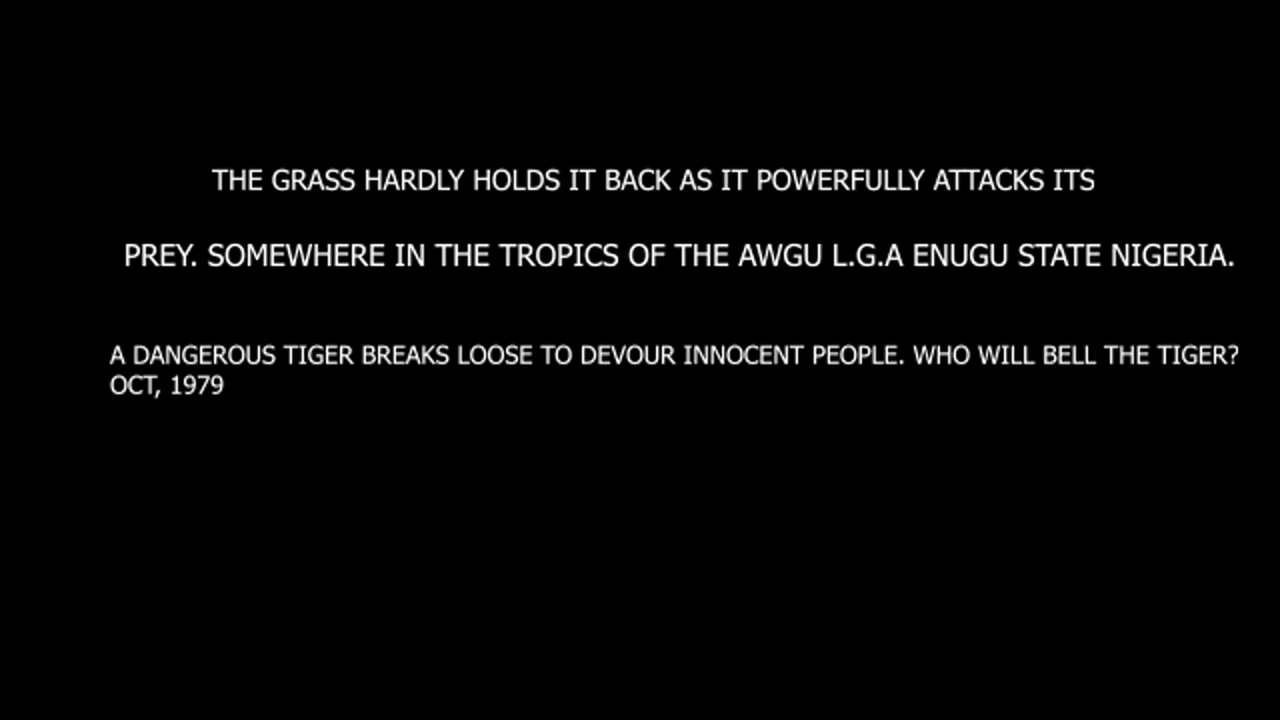 THE GRASS HARDLY HOLDS IT BACK AS IT POWERFULLY ATTACKS ITS
PREY. SOMEWHERE IN THE TROPICS OF THE AWGU L.G.A ENUGU STATE NIGERIA.
A DANGEROUS TIGER BREAKS LOOSE TO DEVOUR INNOCENT PEOPLE. WHO WILL BELL THE TIGER?
OCT, 1979